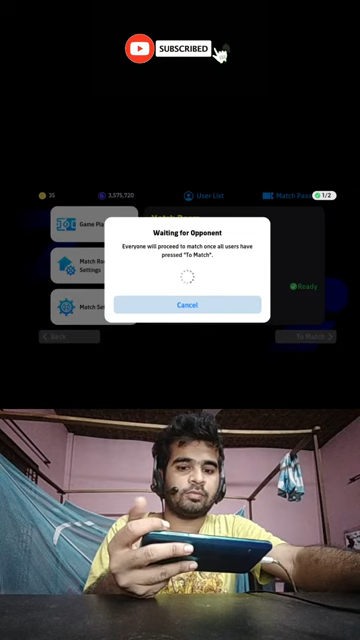 SUBSCRIBED
35
3,575,720
User List
Match Pass
1/2
Game Pla
Match Ro
Settings
Match Se
Waiting for Opponent
Everyone will proceed to match once all users have
pressed "To Match".
Cancel
Ready
Back
To Match